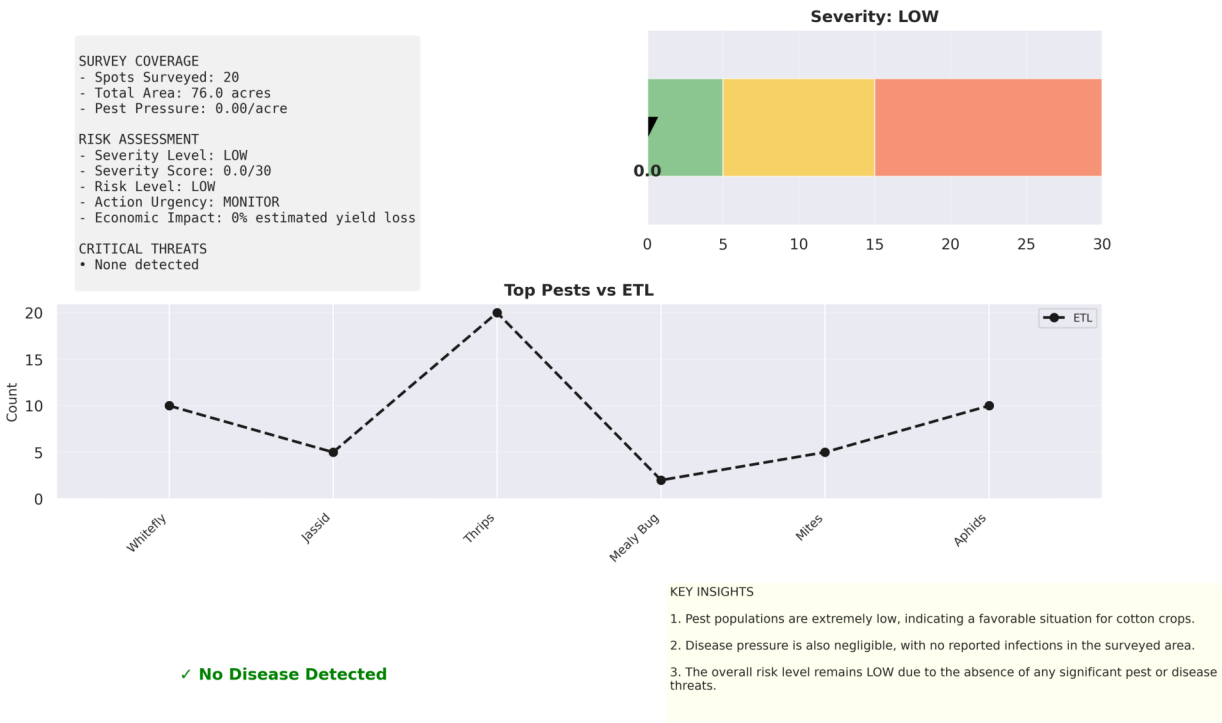 SURVEY COVERAGE
- Spots Surveyed: 20
- Total Area: 76.0 acres
- Pest Pressure: 0.00/acre
RISK ASSESSMENT
- Severity Level: LOW
- Severity Score: 0.0/30
- Risk Level: LOW
- Action Urgency: MONITOR
- Economic Impact: 0% estimated yield loss
CRITICAL THREATS
• None detected
Severity: LOW
0.0
0 5 10 15 20 25 30
Top Pests vs ETL
ETL
Count
20
15
10
5
0
Whitefly Jassid Thrips Mealy Bug Mites Aphids
✓ No Disease Detected
KEY INSIGHTS
1. Pest populations are extremely low, indicating a favorable situation for cotton crops.
2. Disease pressure is also negligible, with no reported infections in the surveyed area.
3. The overall risk level remains LOW due to the absence of any significant pest or disease
threats.